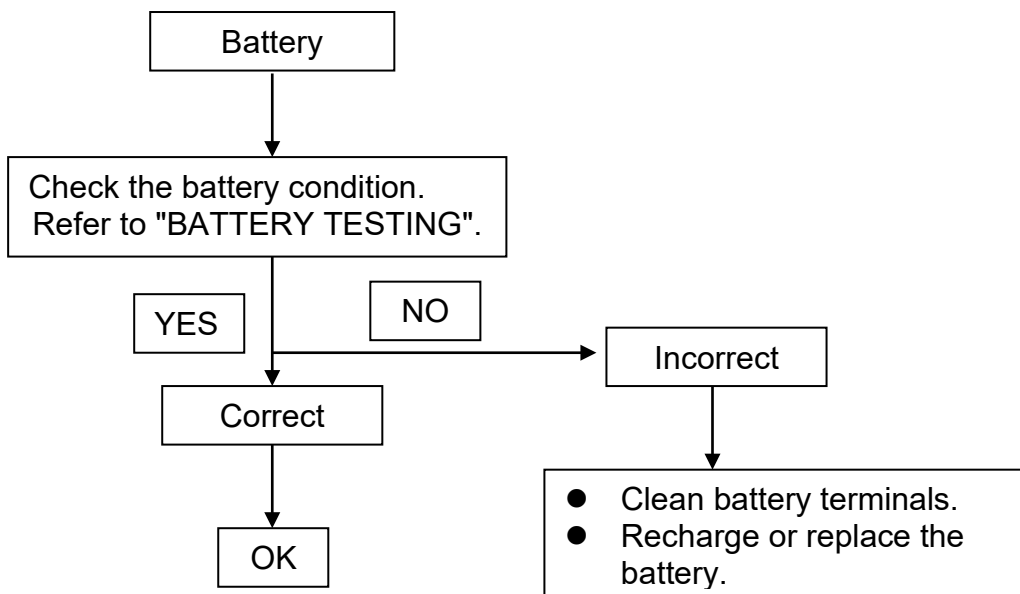 Battery
Check the battery condition.
Refer to "BATTERY TESTING".
YES
NO
Incorrect
Correct
● Clean battery terminals.
● Recharge or replace the
battery.
OK